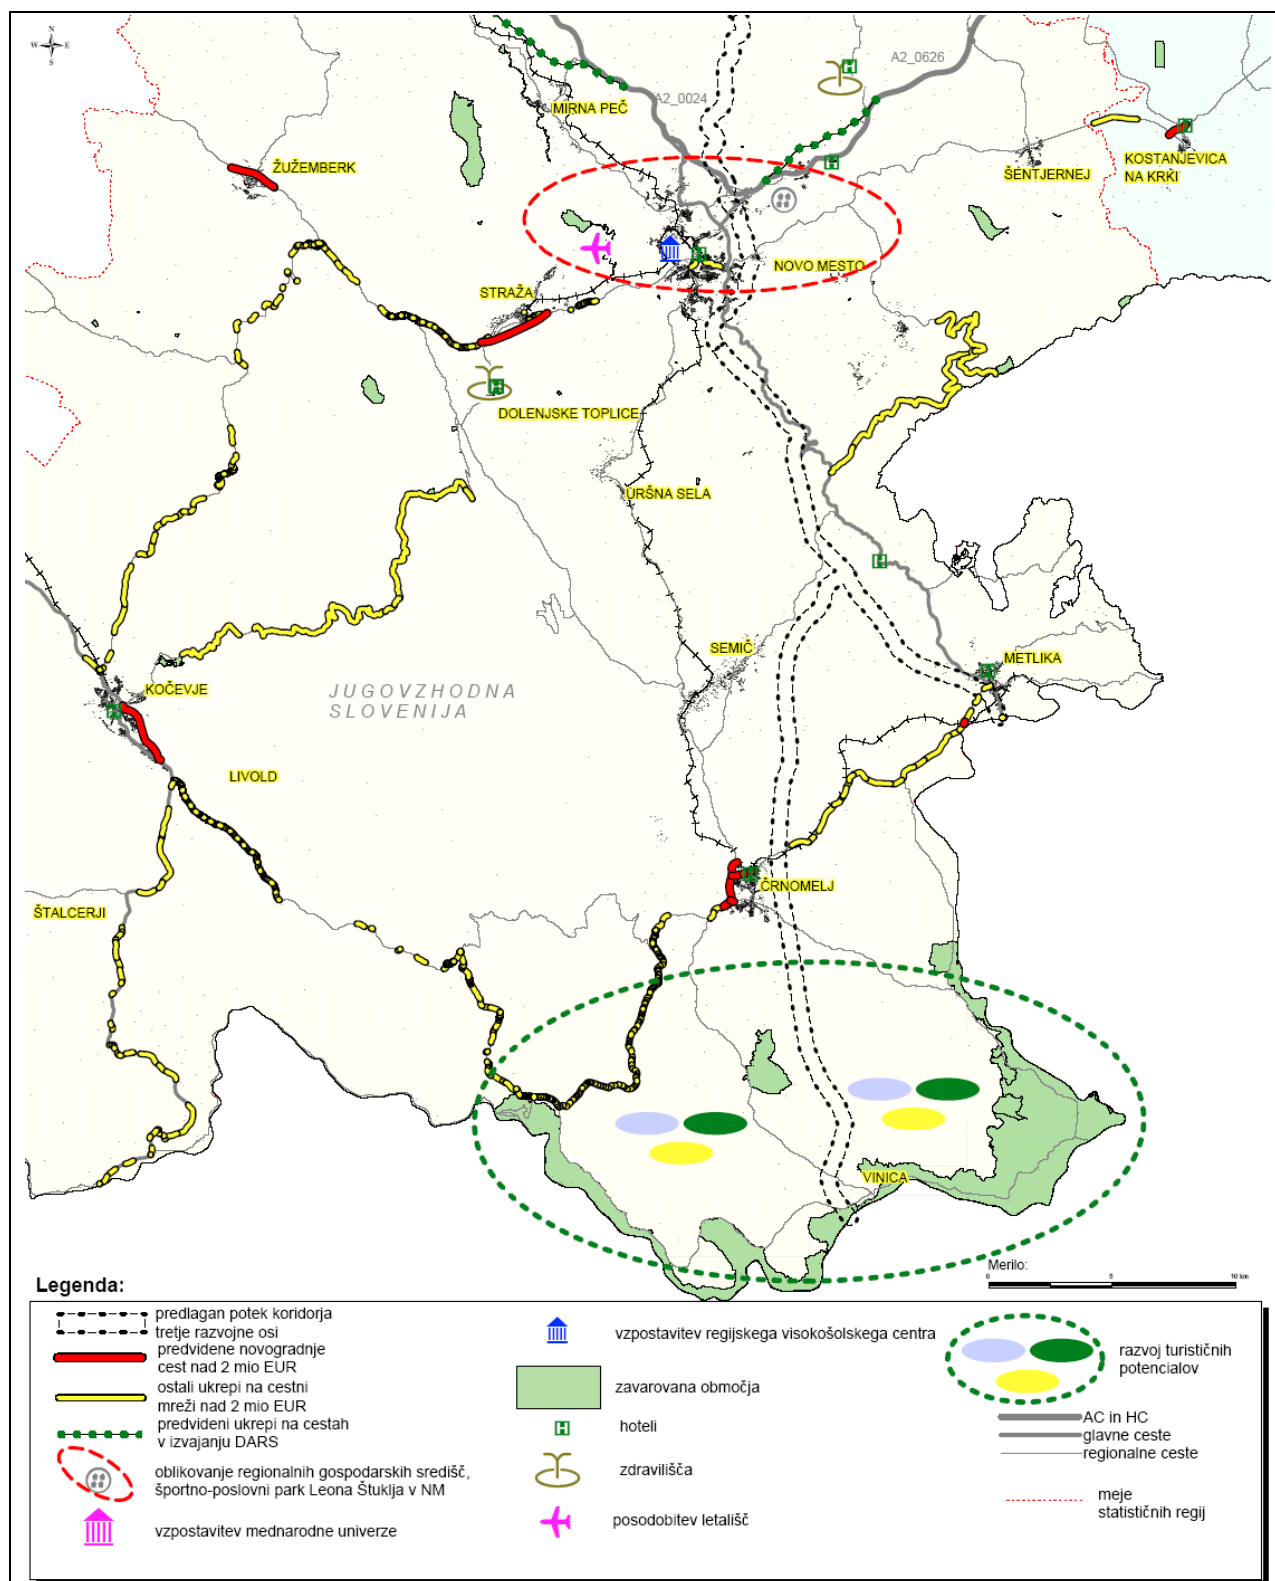 N
W E
S
A2_0626
A2_0024
MIRNA PEČ
ŽUŽEMBERK
ŠENTJERNEJ
KOSTANJEVICA
NA KRKI
NOVO MESTO
STRAŽA
DOLENJSKE TOPLICE
URŠNA SELA
SEMIČ
METLIKA
KOČEVJE
JUGOVZHODNA
SLOVENIJA
LIVOLD
ČRNOMELJ
ŠTALCERJI
VINICA
Merilo:
0 5 10 km
Legenda:
predlagan potek koridorja
tretje razvojne osi
predvidene novogradnje
cest nad 2 mio EUR
ostali ukrepi na cestni
mreži nad 2 mio EUR
predvideni ukrepi na cestah
v izvajanju DARS
oblikovanje regionalnih gospodarskih središč,
športno-poslovni park Leona Štuklja v NM
vzpostavitev mednarodne univerze
vzpostavitev regijskega visokošolskega centra
zavarovana območja
hoteli
zdravilišča
posodobitev letališč
razvoj turističnih
potencialov
AC in HC
glavne ceste
regionalne ceste
meje
statističnih regij